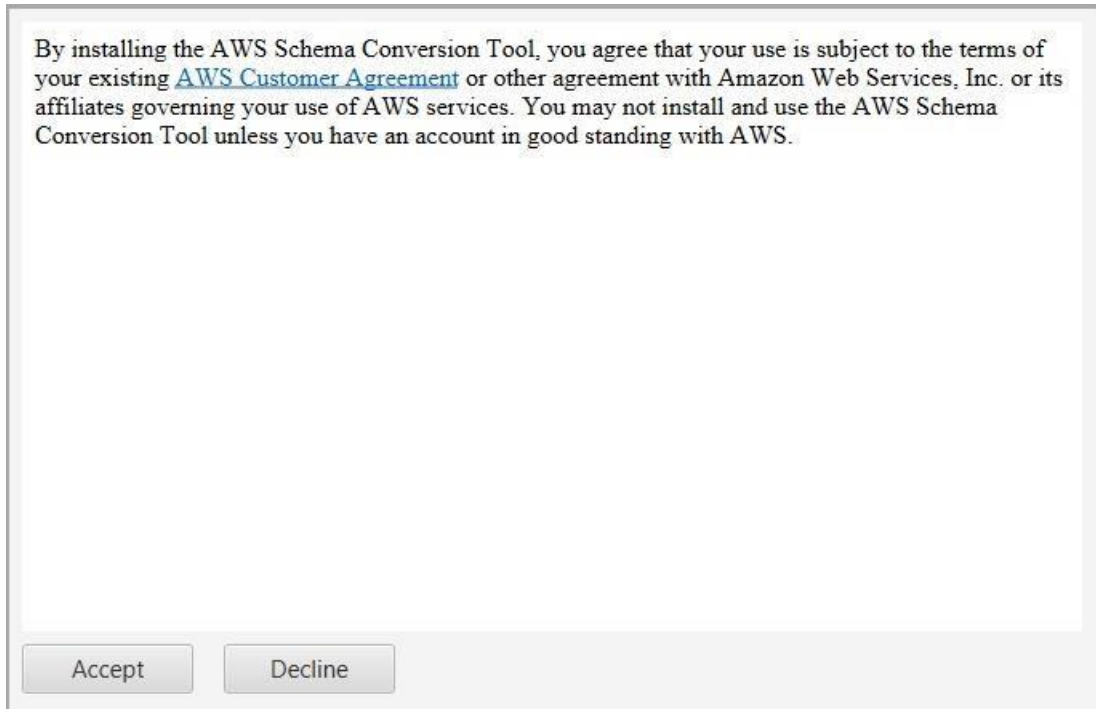 By installing the AWS Schema Conversion Tool, you agree that your use is subject to the terms of
your existing AWS Customer Agreement or other agreement with Amazon Web Services, Inc. or its
affiliates governing your use of AWS services. You may not install and use the AWS Schema
Conversion Tool unless you have an account in good standing with AWS.
Accept Decline